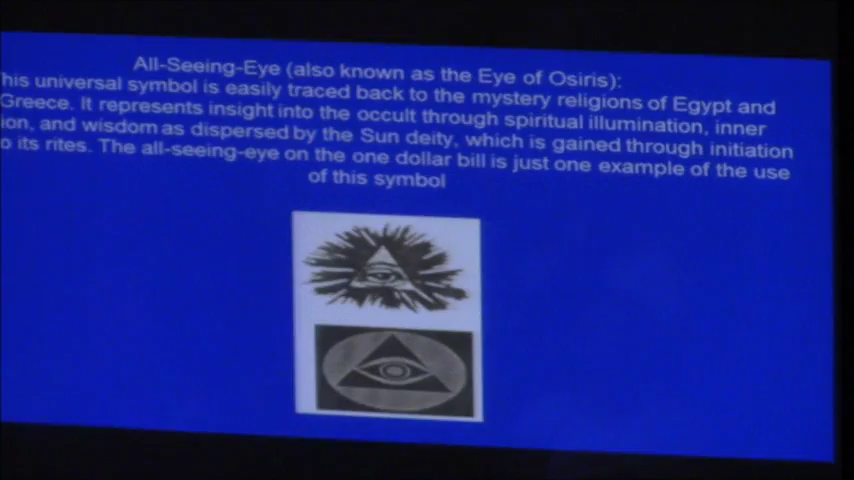 All-Seeing-Eye (also known as the Eye of Osiris):
his universal symbol is easily traced back to the mystery religions of Egypt and
Greece. It represents insight into the occult through spiritual illumination, inner
ion, and wisdom as dispersed by the Sun deity, which is gained through initiation
o its rites. The all-seeing-eye on the one dollar bill is just one example of the use
of this symbol